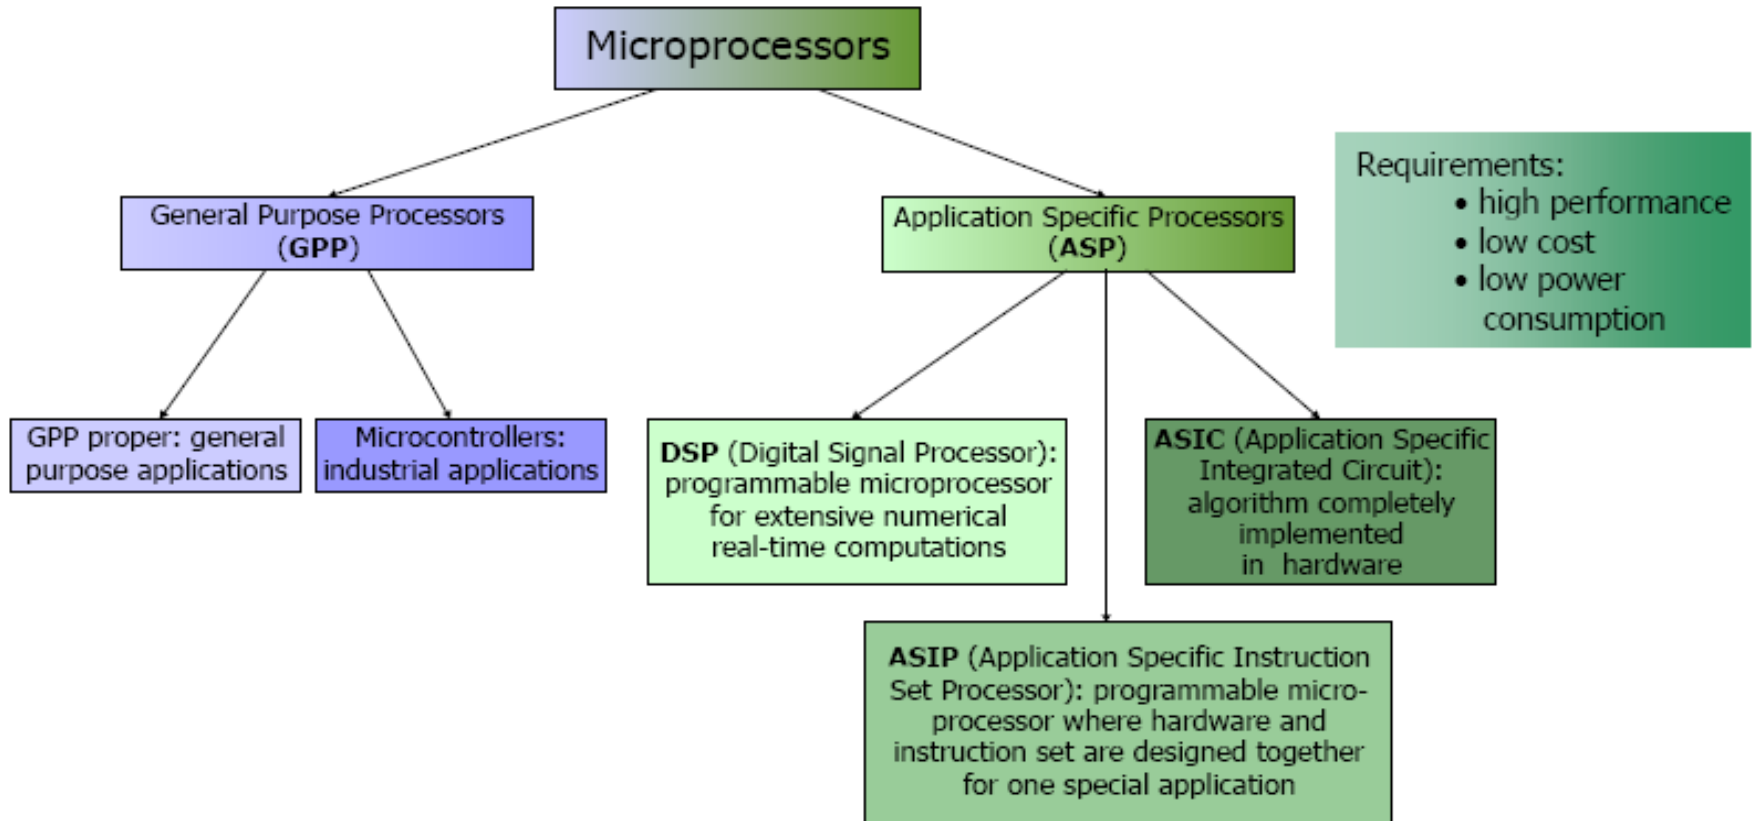 Microprocessors
General Purpose Processors
(GPP)
Application Specific Processors
(ASP)
Requirements:
• high performance
• low cost
• low power
consumption
GPP proper: general
purpose applications
Microcontrollers:
industrial applications
DSP (Digital Signal Processor):
programmable microprocessor
for extensive numerical
real-time computations
ASIC (Application Specific
Integrated Circuit):
algorithm completely
implemented
in hardware
ASIP (Application Specific Instruction
Set Processor): programmable micro-
processor where hardware and
instruction set are designed together
for one special application